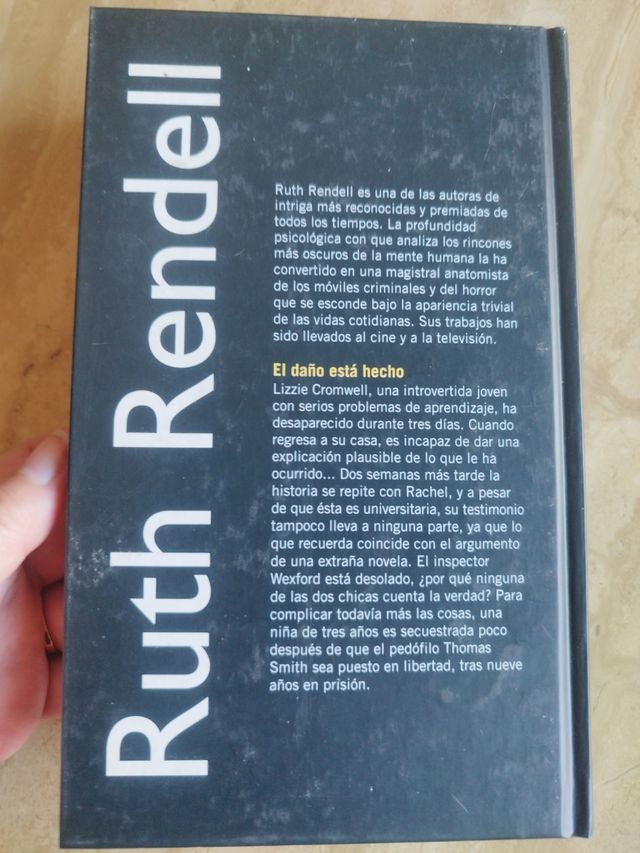 Ruth Rendell
Ruth Rendell es una de las autoras de
intriga más reconocidas y premiadas de
todos los tiempos. La profundidad
psicológica con que analiza los rincones
más oscuros de la mente humana la ha
convertido en una magistral anatomista
de los móviles criminales y del horror
que se esconde bajo la apariencia trivial
de las vidas cotidianas. Sus trabajos han
sido llevados al cine y a la televisión.
El daño está hecho
Lizzie Cromwell, una introvertida joven
con serios problemas de aprendizaje, ha
desaparecido durante tres días. Cuando
regresa a su casa, es incapaz de dar una
explicación plausible de lo que le ha
ocurrido... Dos semanas más tarde la
historia se repite con Rachel, y a pesar
de que ésta es universitaria, su testimonio
tampoco lleva a ninguna parte, ya que lo
que recuerda coincide con el argumento
de una extraña novela. El inspector
Wexford está desolado, ¿por qué ninguna
de las dos chicas cuenta la verdad? Para
complicar todavía más las cosas, una
niña de tres años es secuestrada poco
después de que el pedófilo Thomas
Smith sea puesto en libertad, tras nueve
años en prisión.